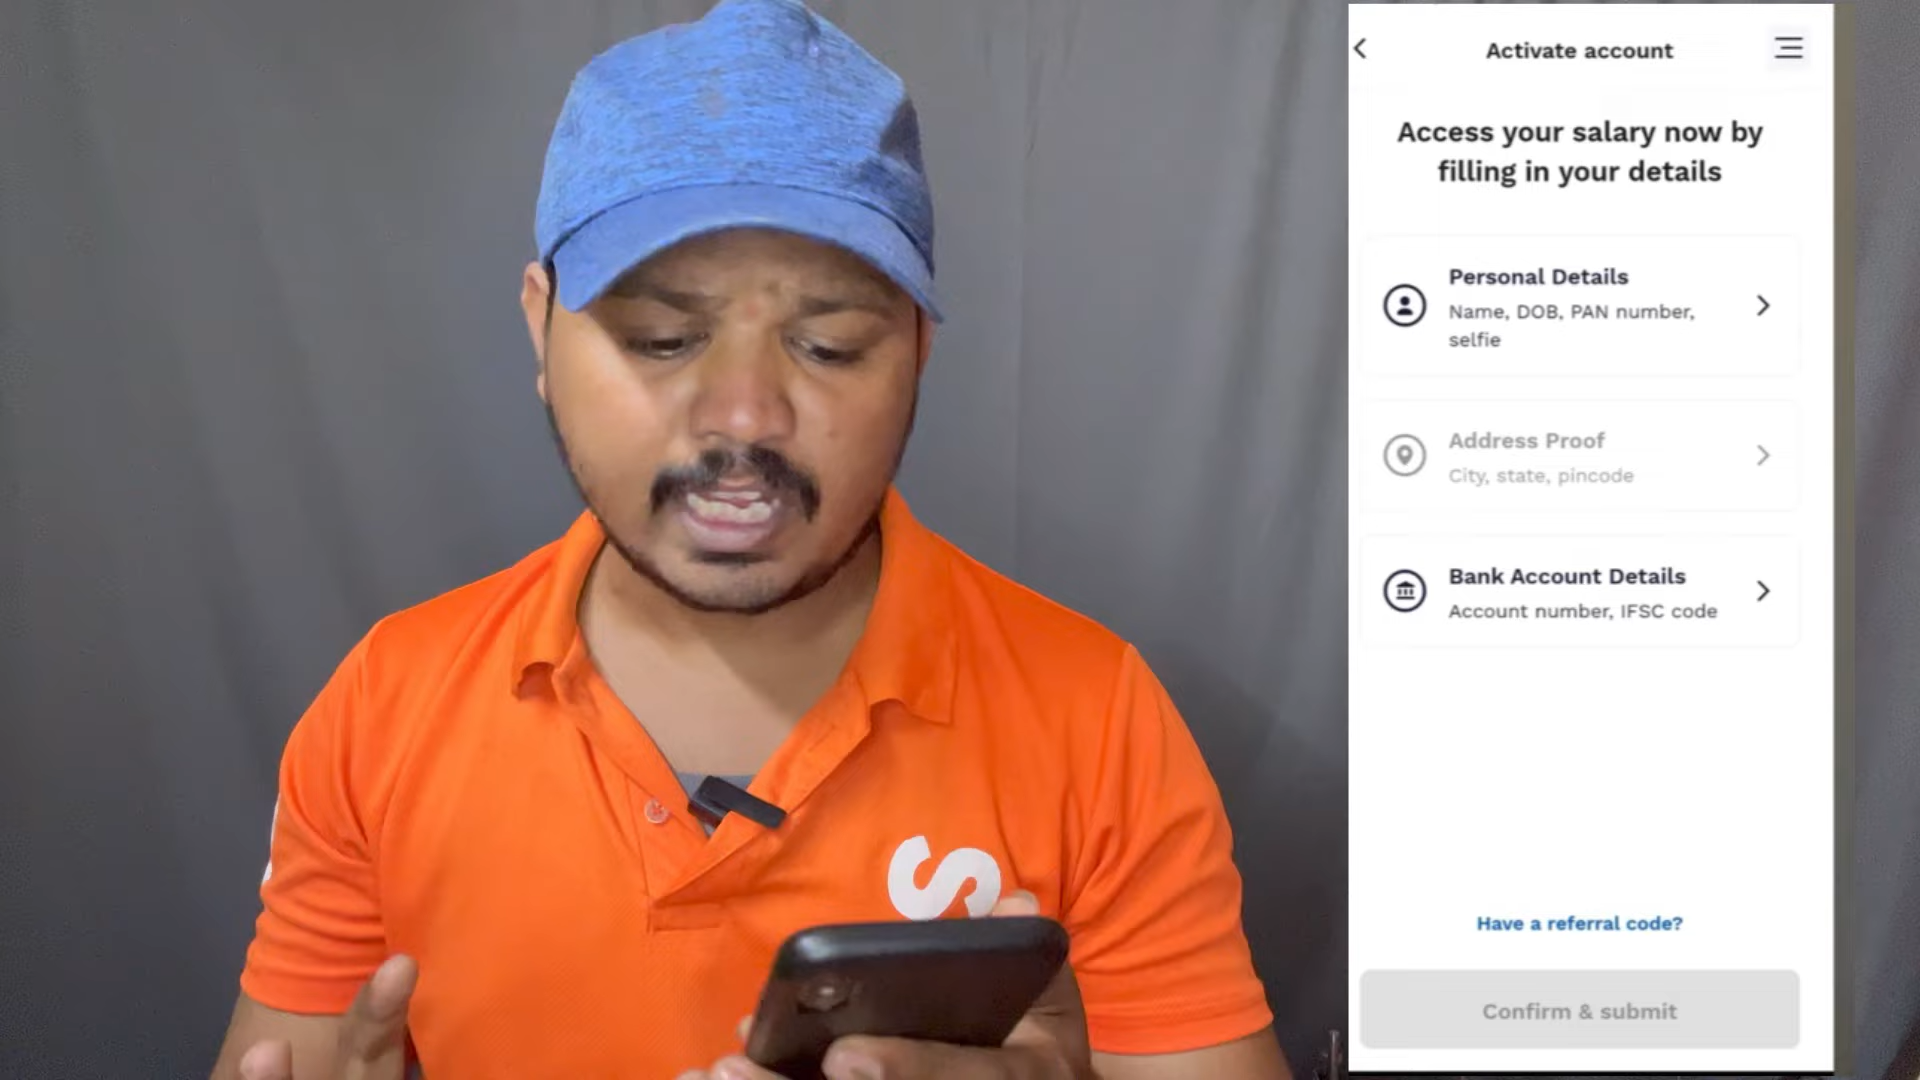 Activate account
Access your salary now by
filling in your details
Personal Details
Name, DOB, PAN number,
selfie
Address Proof
City, state, pincode
Bank Account Details
Account number, IFSC code
Have a referral code?
Confirm & submit
S